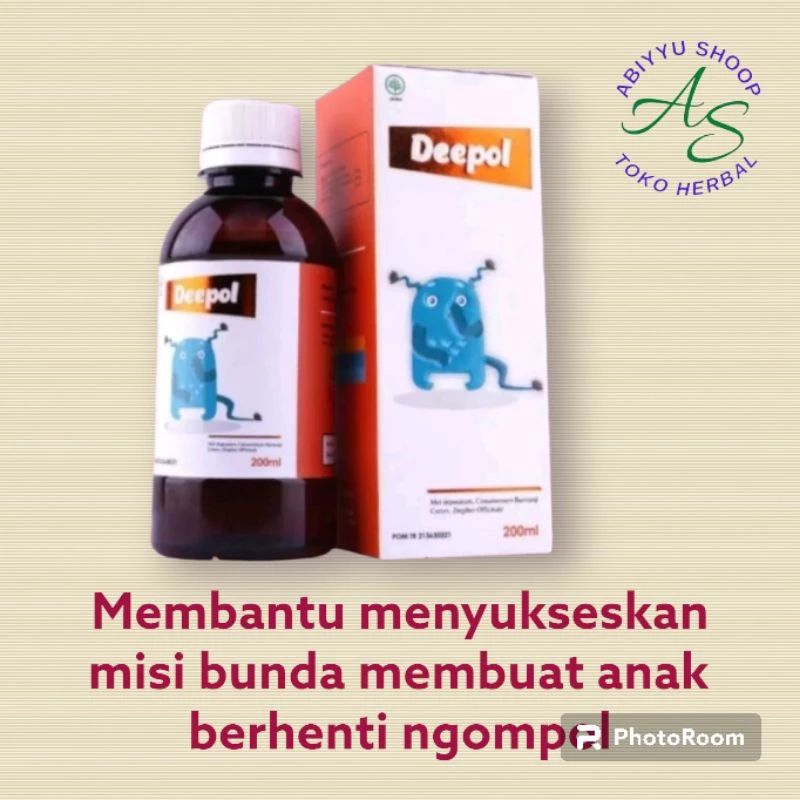 ABIYYU SHOOP
AS
TOKO HERBAL
Deepol
Deepol
200ml
200ml
Membantu menyukseskan
misi bunda membuat anak
berhenti ngompol
PhotoRoom